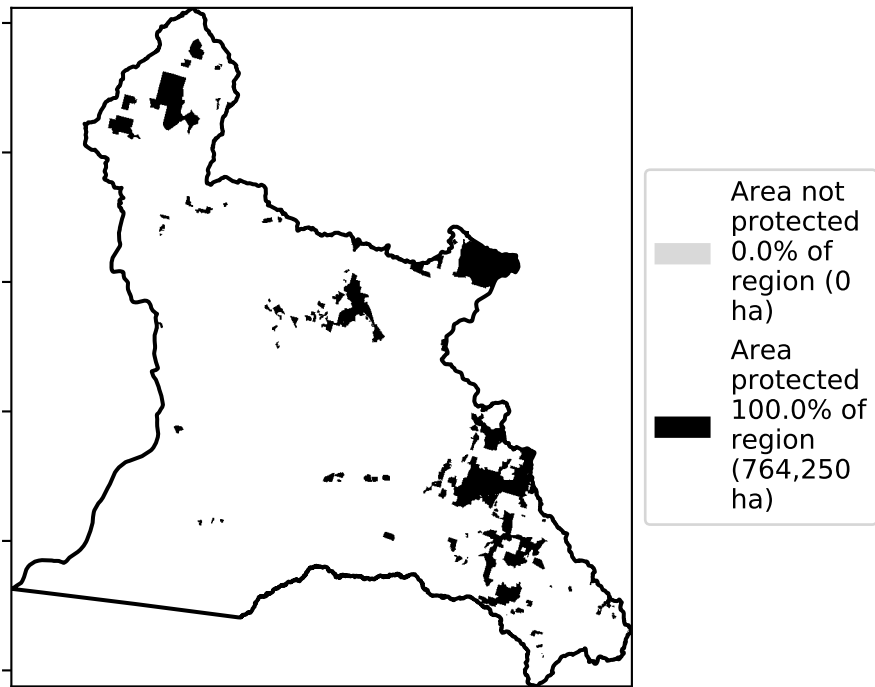 Area not
protected
0.0% of
region (0
ha)
Area
protected
100.0% of
region
(764,250
ha)